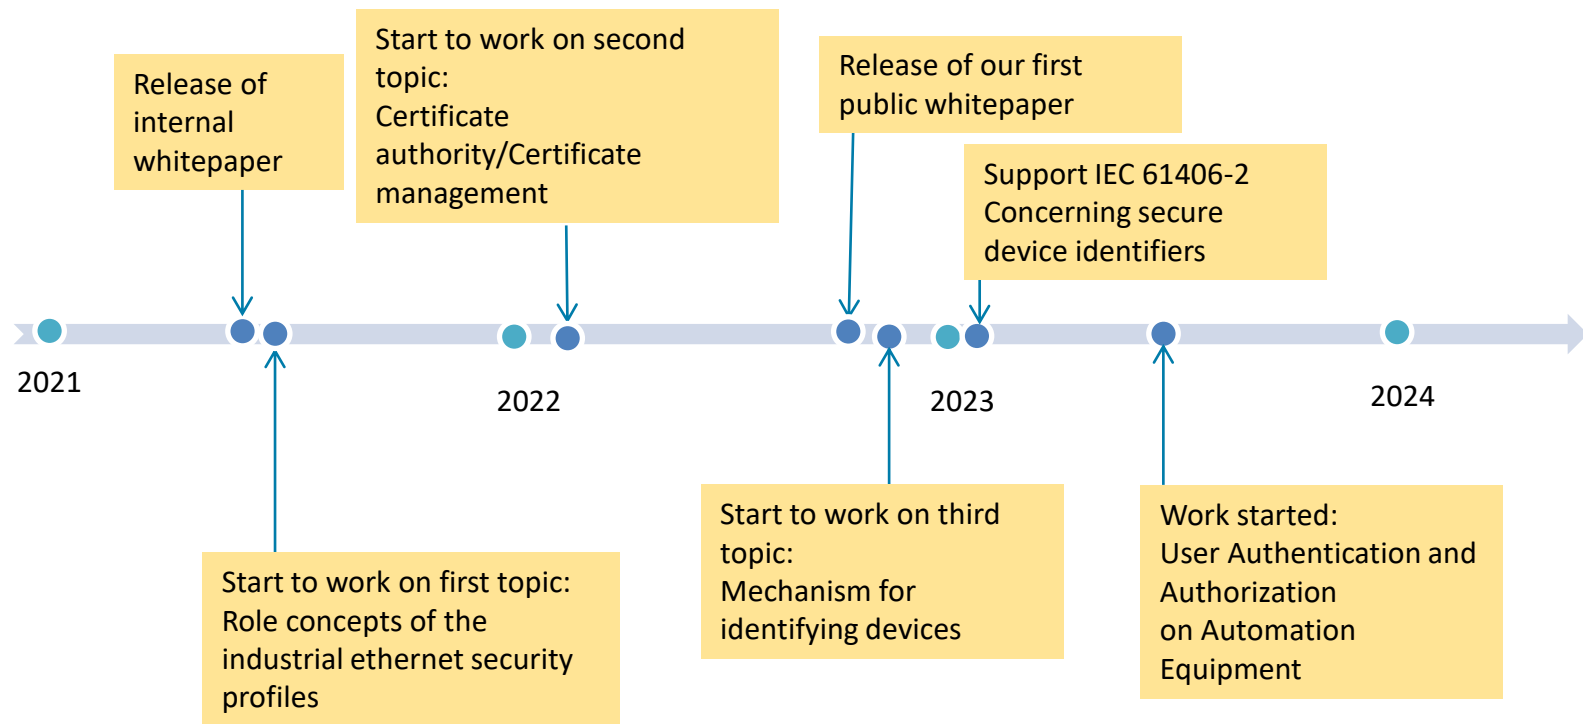 Release of
internal
whitepaper
Start to work on second
topic:
Certificate
authority/Certificate
management
Release of our first
public whitepaper
Support IEC 61406-2
Concerning secure
device identifiers
2021
2022
2023
2024
Start to work on first topic:
Role concepts of the
industrial ethernet security
profiles
Start to work on third
topic:
Mechanism for
identifying devices
Work started:
User Authentication and
Authorization
on Automation
Equipment